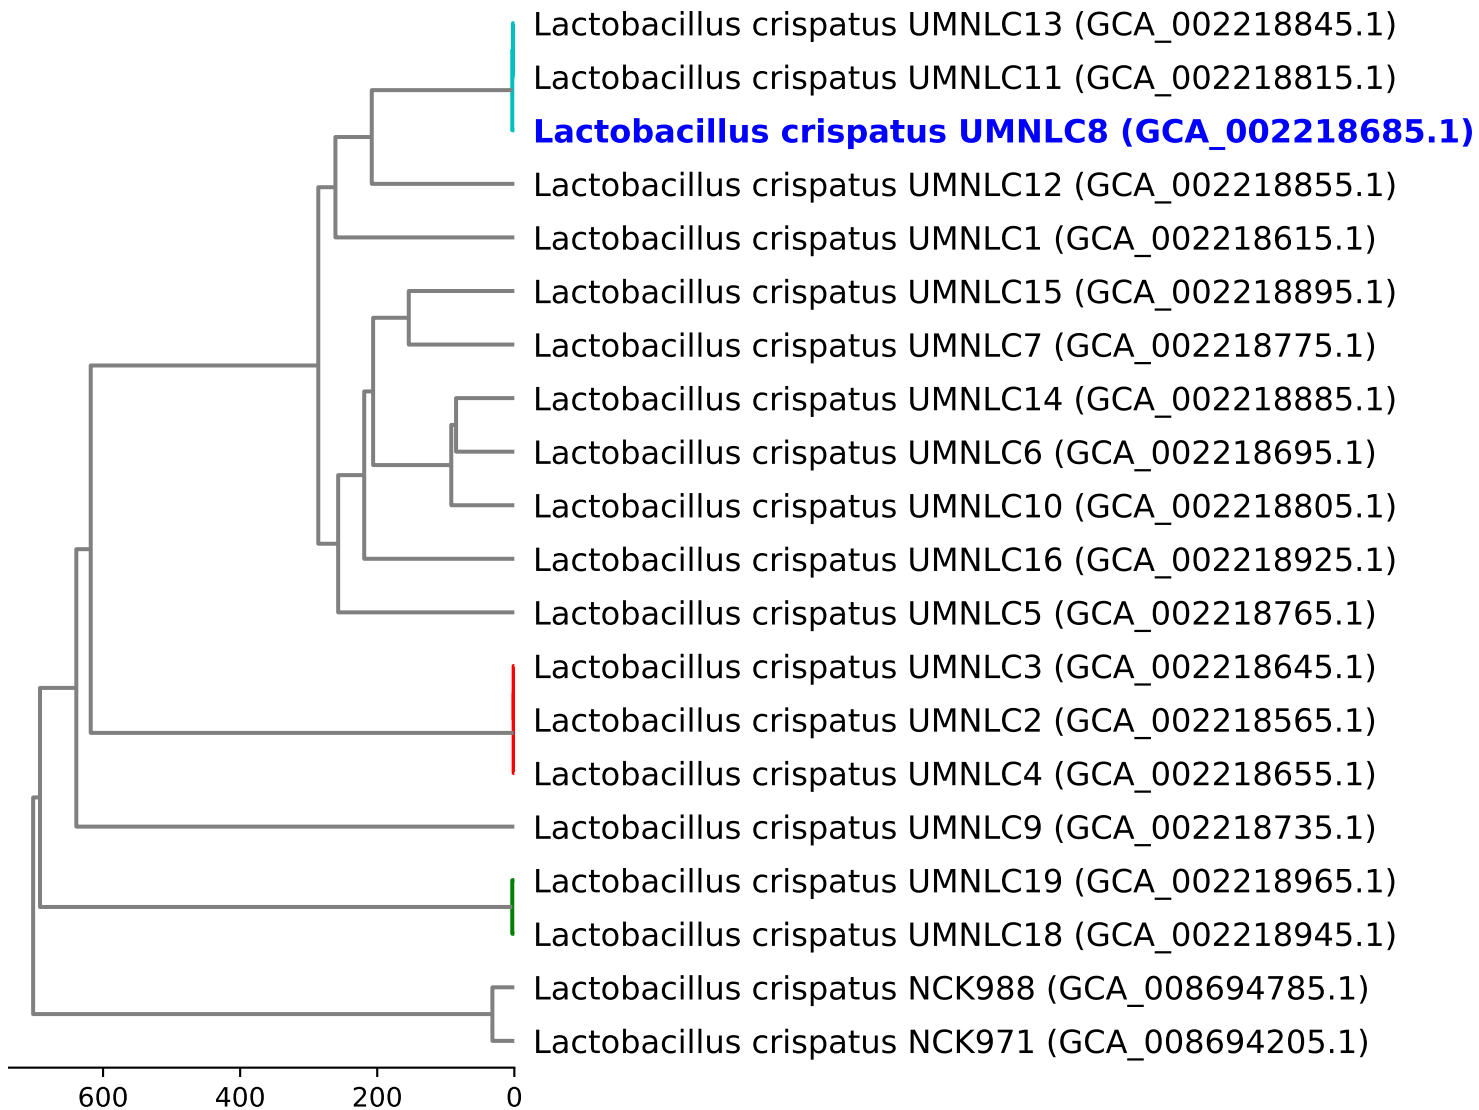 Lactobacillus crispatus UMNLC13 (GCA_002218845.1)
Lactobacillus crispatus UMNLC11 (GCA_002218815.1)
Lactobacillus crispatus UMNLC8 (GCA_002218685.1)
Lactobacillus crispatus UMNLC12 (GCA_002218855.1)
Lactobacillus crispatus UMNLC1 (GCA_002218615.1)
Lactobacillus crispatus UMNLC15 (GCA_002218895.1)
Lactobacillus crispatus UMNLC7 (GCA_002218775.1)
Lactobacillus crispatus UMNLC14 (GCA_002218885.1)
Lactobacillus crispatus UMNLC6 (GCA_002218695.1)
Lactobacillus crispatus UMNLC10 (GCA_002218805.1)
Lactobacillus crispatus UMNLC16 (GCA_002218925.1)
Lactobacillus crispatus UMNLC5 (GCA_002218765.1)
Lactobacillus crispatus UMNLC3 (GCA_002218645.1)
Lactobacillus crispatus UMNLC2 (GCA_002218565.1)
Lactobacillus crispatus UMNLC4 (GCA_002218655.1)
Lactobacillus crispatus UMNLC9 (GCA_002218735.1)
Lactobacillus crispatus UMNLC19 (GCA_002218965.1)
Lactobacillus crispatus UMNLC18 (GCA_002218945.1)
Lactobacillus crispatus NCK988 (GCA_008694785.1)
Lactobacillus crispatus NCK971 (GCA_008694205.1)
600 400 200 0